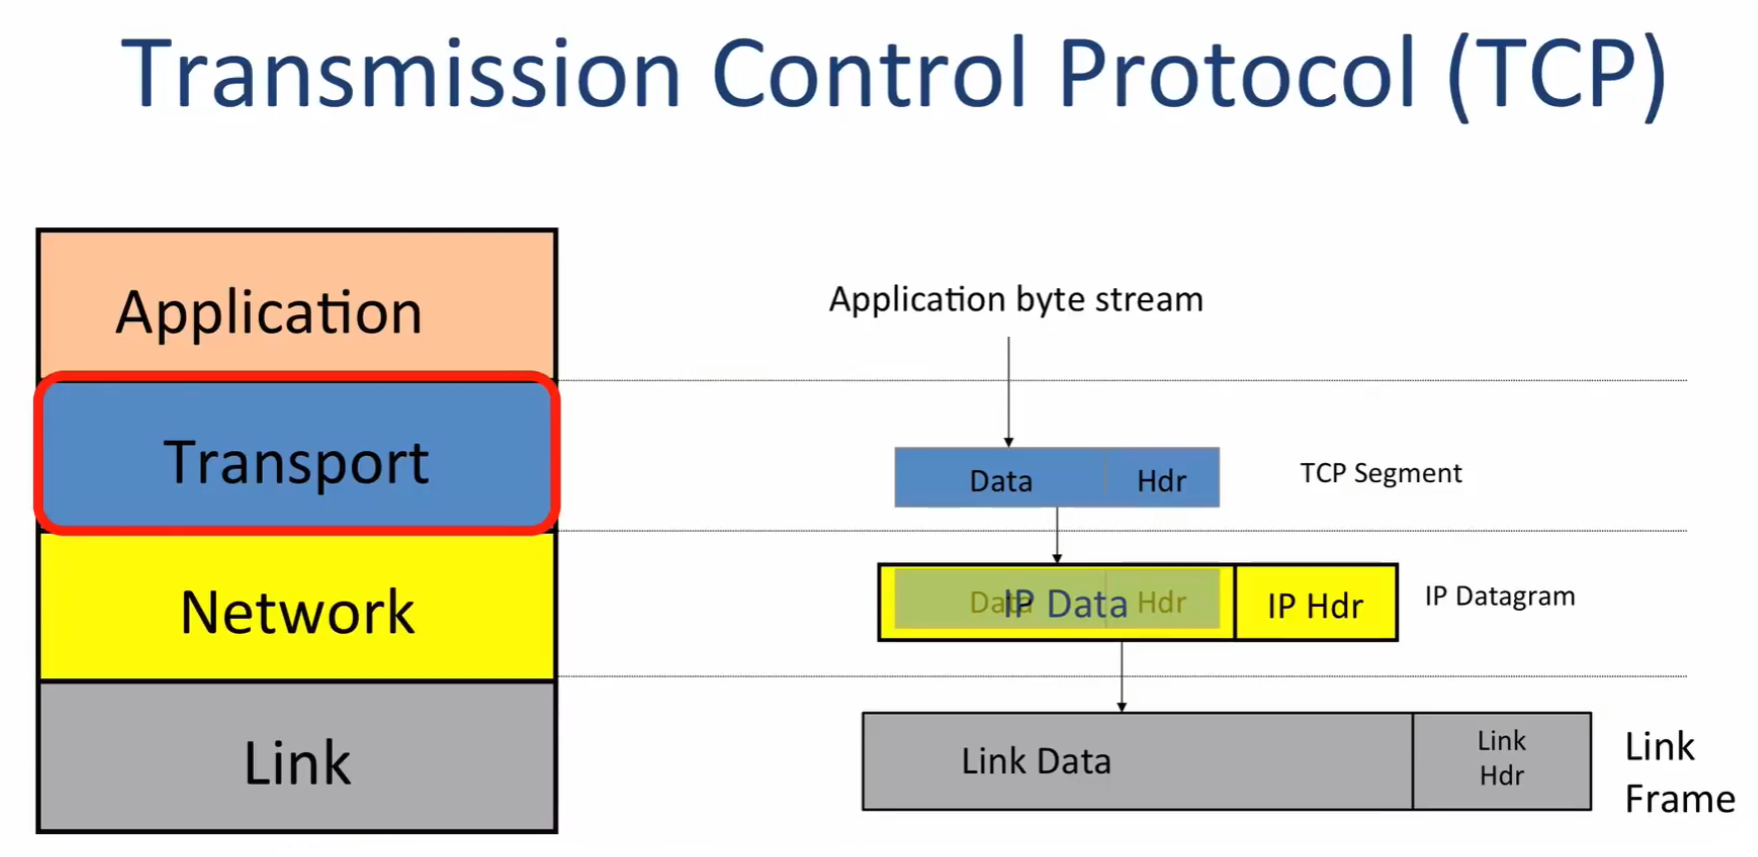 Transmission Control Protocol (TCP)
Application
Application byte stream
Transport
Data Hdr
TCP Segment
Network
Data Hdr
IP Data
IP Hdr
IP Datagram
Link
Link Data
Link
Hdr
Link
Frame